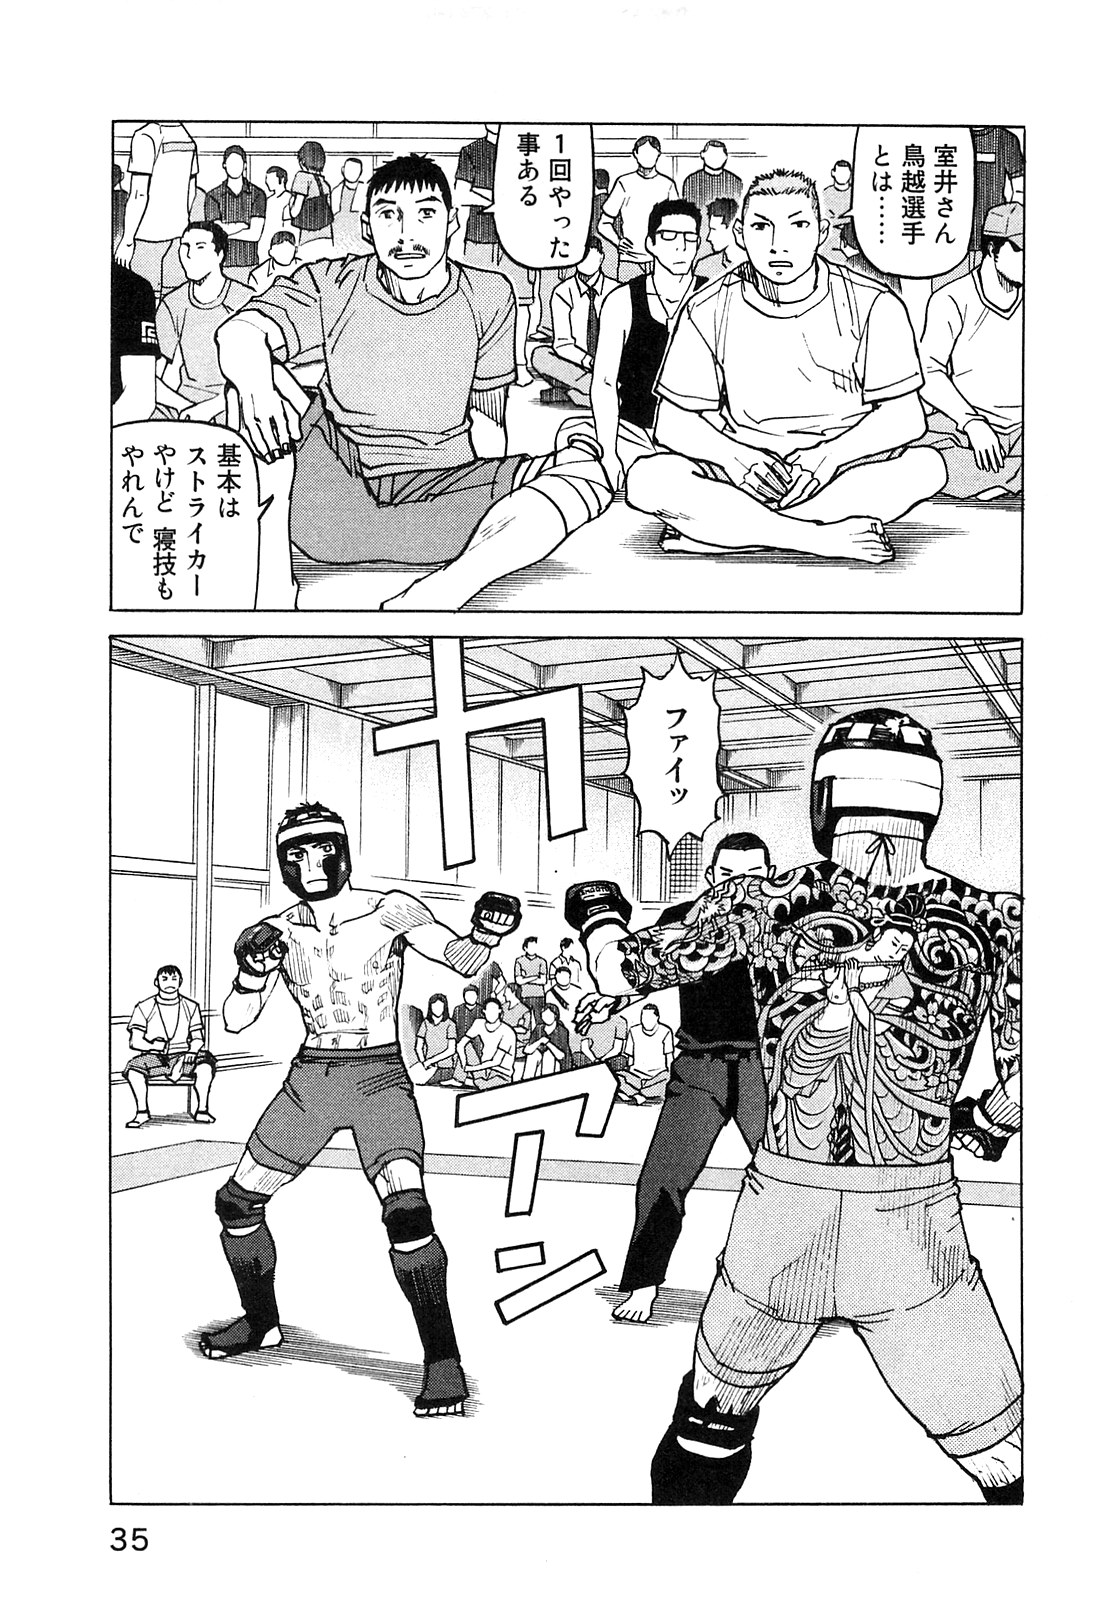 室井さん
鳥越選手
とは……
1回やった
事ある
基本は
ストライカー
やけど 寝技も
やれんで
ファイッ
カアン
35